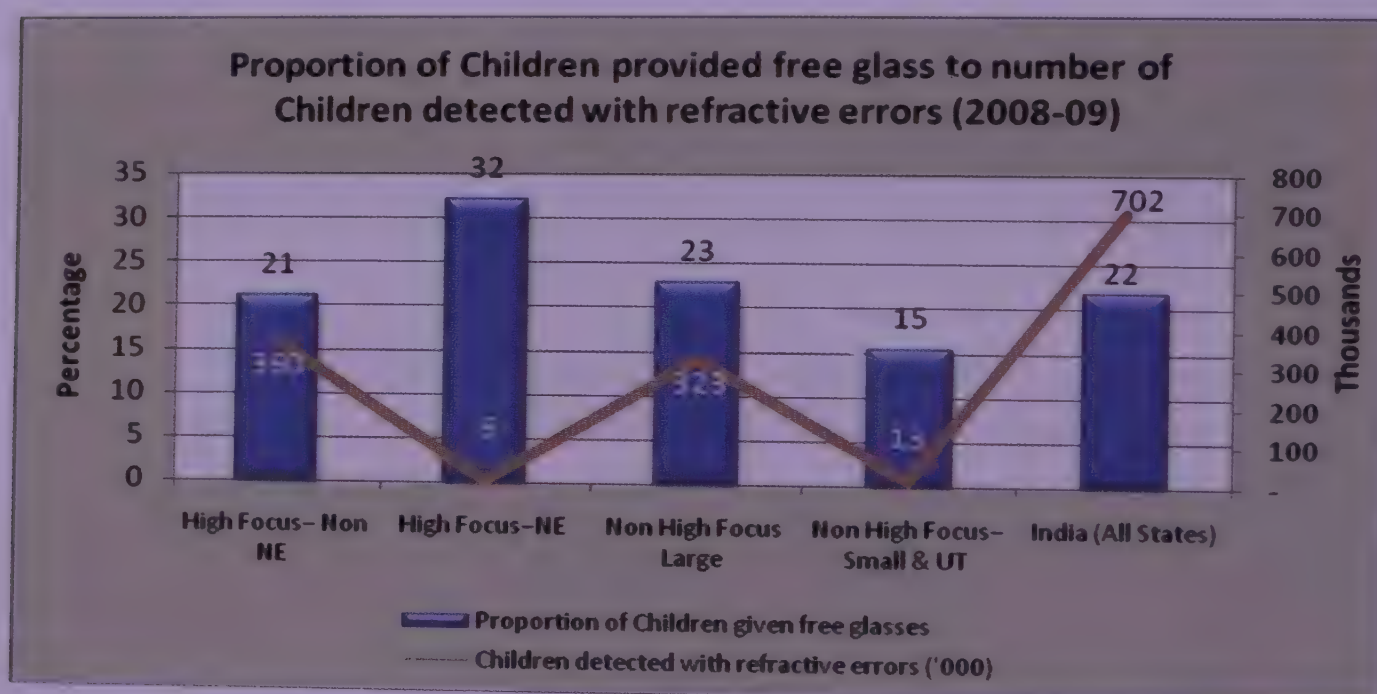 Proportion of Children provided free glass to number of
Children detected with refractive errors (2008-09)
35
30
25
20
15
10
5
0
Percentage
800
700
600
500
400
300
200
100
-
Thousands
21
32
23
15
22
5
323
13
702
High Focus– Non
NE
High Focus–NE
Non High Focus
Large
Non High Focus–
Small & UT
India (All States)
Proportion of Children given free glasses
Children detected with refractive errors ('000)